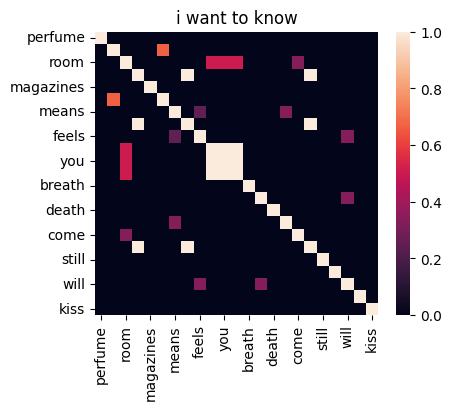 i want to know
perfume
room
magazines
means
feels
you
breath
death
come
still
will
kiss
1.0
0.8
0.6
0.4
0.2
0.0
perfume
room
magazines
means
feels
you
breath
death
come
still
will
kiss